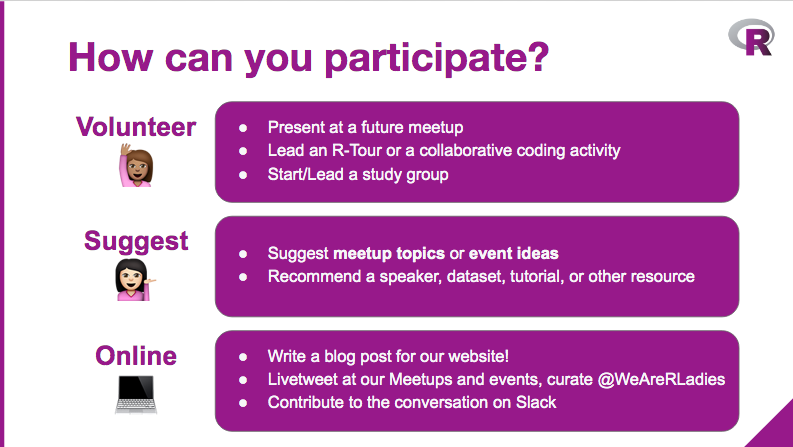 How can you participate?
R
Volunteer
● Present at a future meetup
● Lead an R-Tour or a collaborative coding activity
● Start/Lead a study group
Suggest
● Suggest meetup topics or event ideas
● Recommend a speaker, dataset, tutorial, or other resource
Online
● Write a blog post for our website!
● Livetweet at our Meetups and events, curate @WeAreRLadies
● Contribute to the conversation on Slack